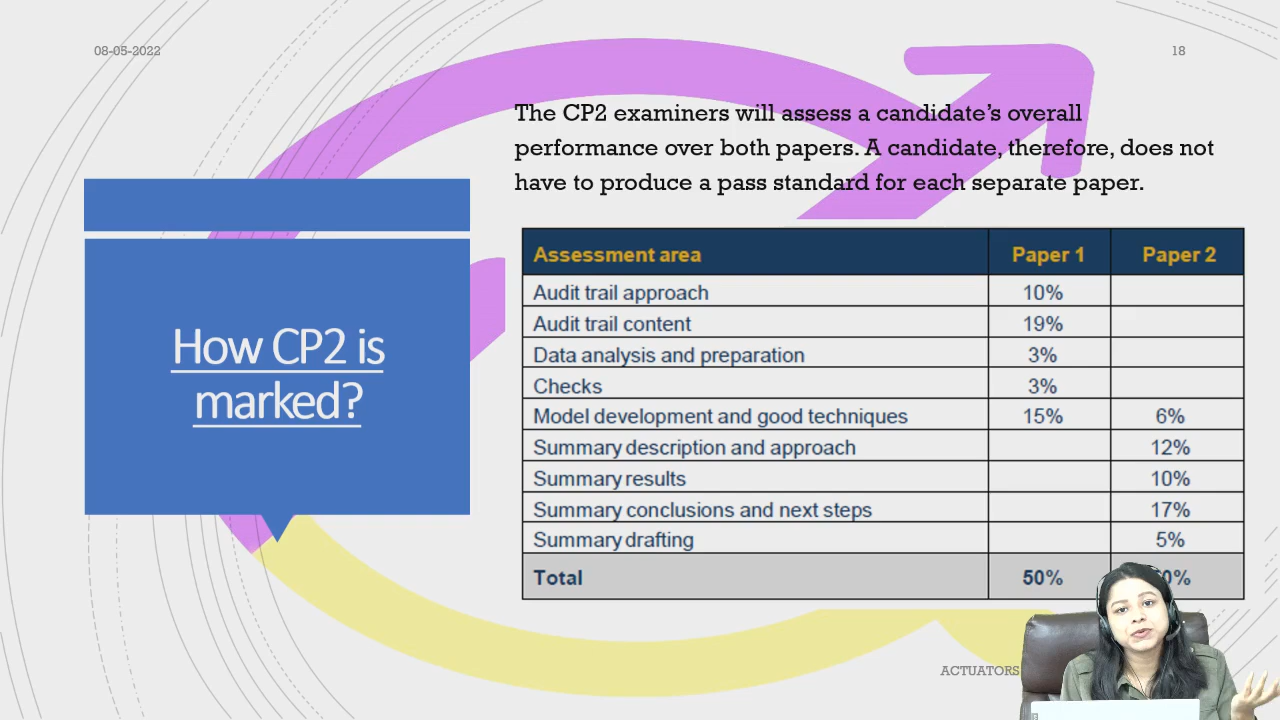 08-05-2022
18
The CP2 examiners will assess a candidate’s overall
performance over both papers. A candidate, therefore, does not
have to produce a pass standard for each separate paper.
How CP2 is
marked?
Assessment area Paper 1 Paper 2
Audit trail approach 10%
Audit trail content 19%
Data analysis and preparation 3%
Checks 3%
Model development and good techniques 15% 6%
Summary description and approach 12%
Summary results 10%
Summary conclusions and next steps 17%
Summary drafting 5%
Total 50%
ACTUATORS